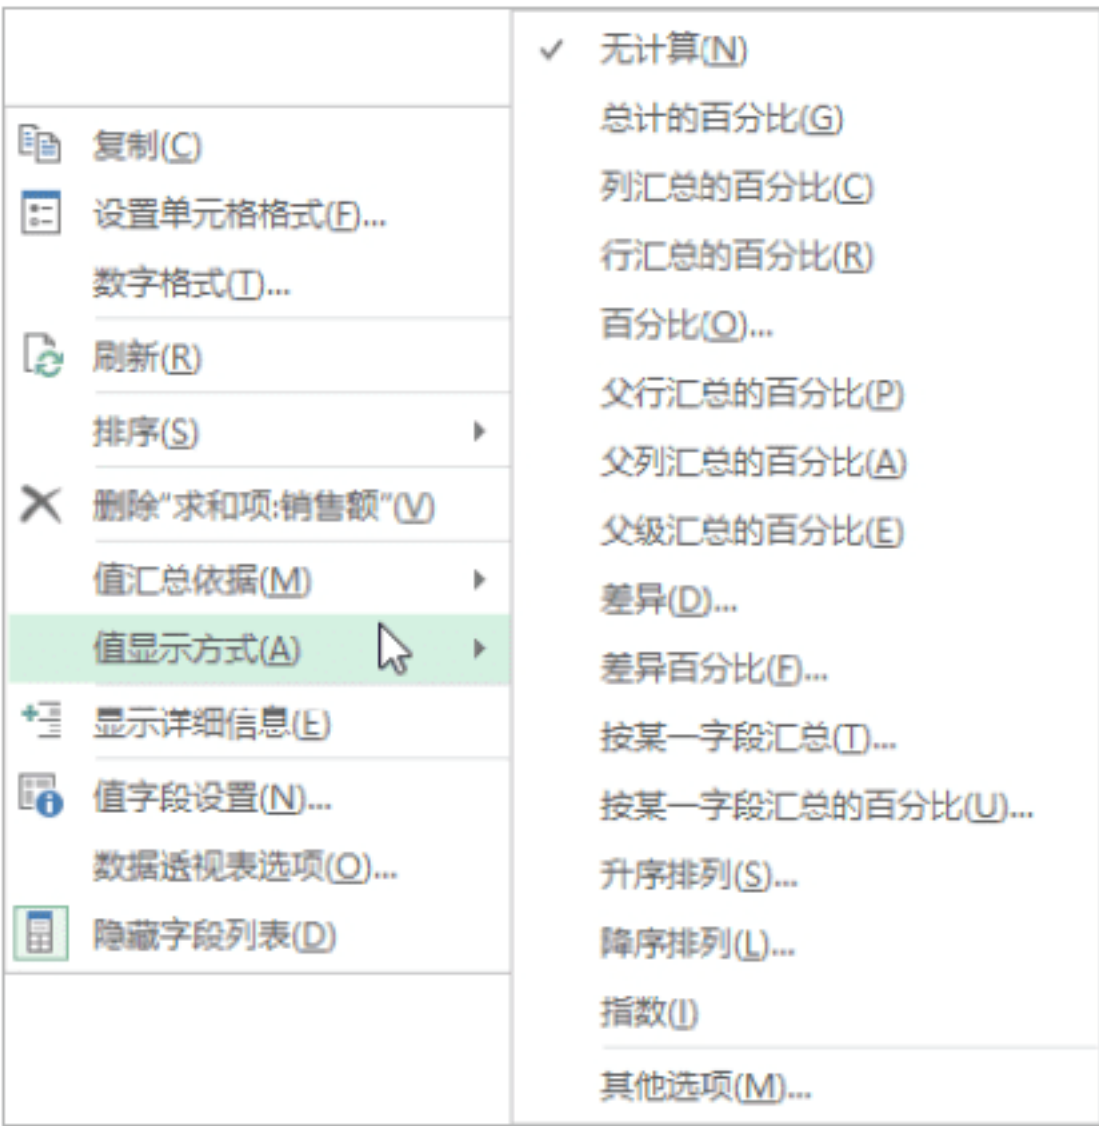 复制(C)
设置单元格格式(F)...
数字格式(T)...
刷新(R)
排序(S)
删除“求和项:销售额”(V)
值汇总依据(M)
值显示方式(A)
显示详细信息(E)
值字段设置(N)...
数据透视表选项(O)...
隐藏字段列表(D)
无计算(N)
总计的百分比(G)
列汇总的百分比(C)
行汇总的百分比(R)
百分比(O)...
父行汇总的百分比(P)
父列汇总的百分比(A)
父级汇总的百分比(E)
差异(D)...
差异百分比(F)...
按某一字段汇总(T)...
按某一字段汇总的百分比(U)...
升序排列(S)...
降序排列(L)...
指数(I)
其他选项(M)...